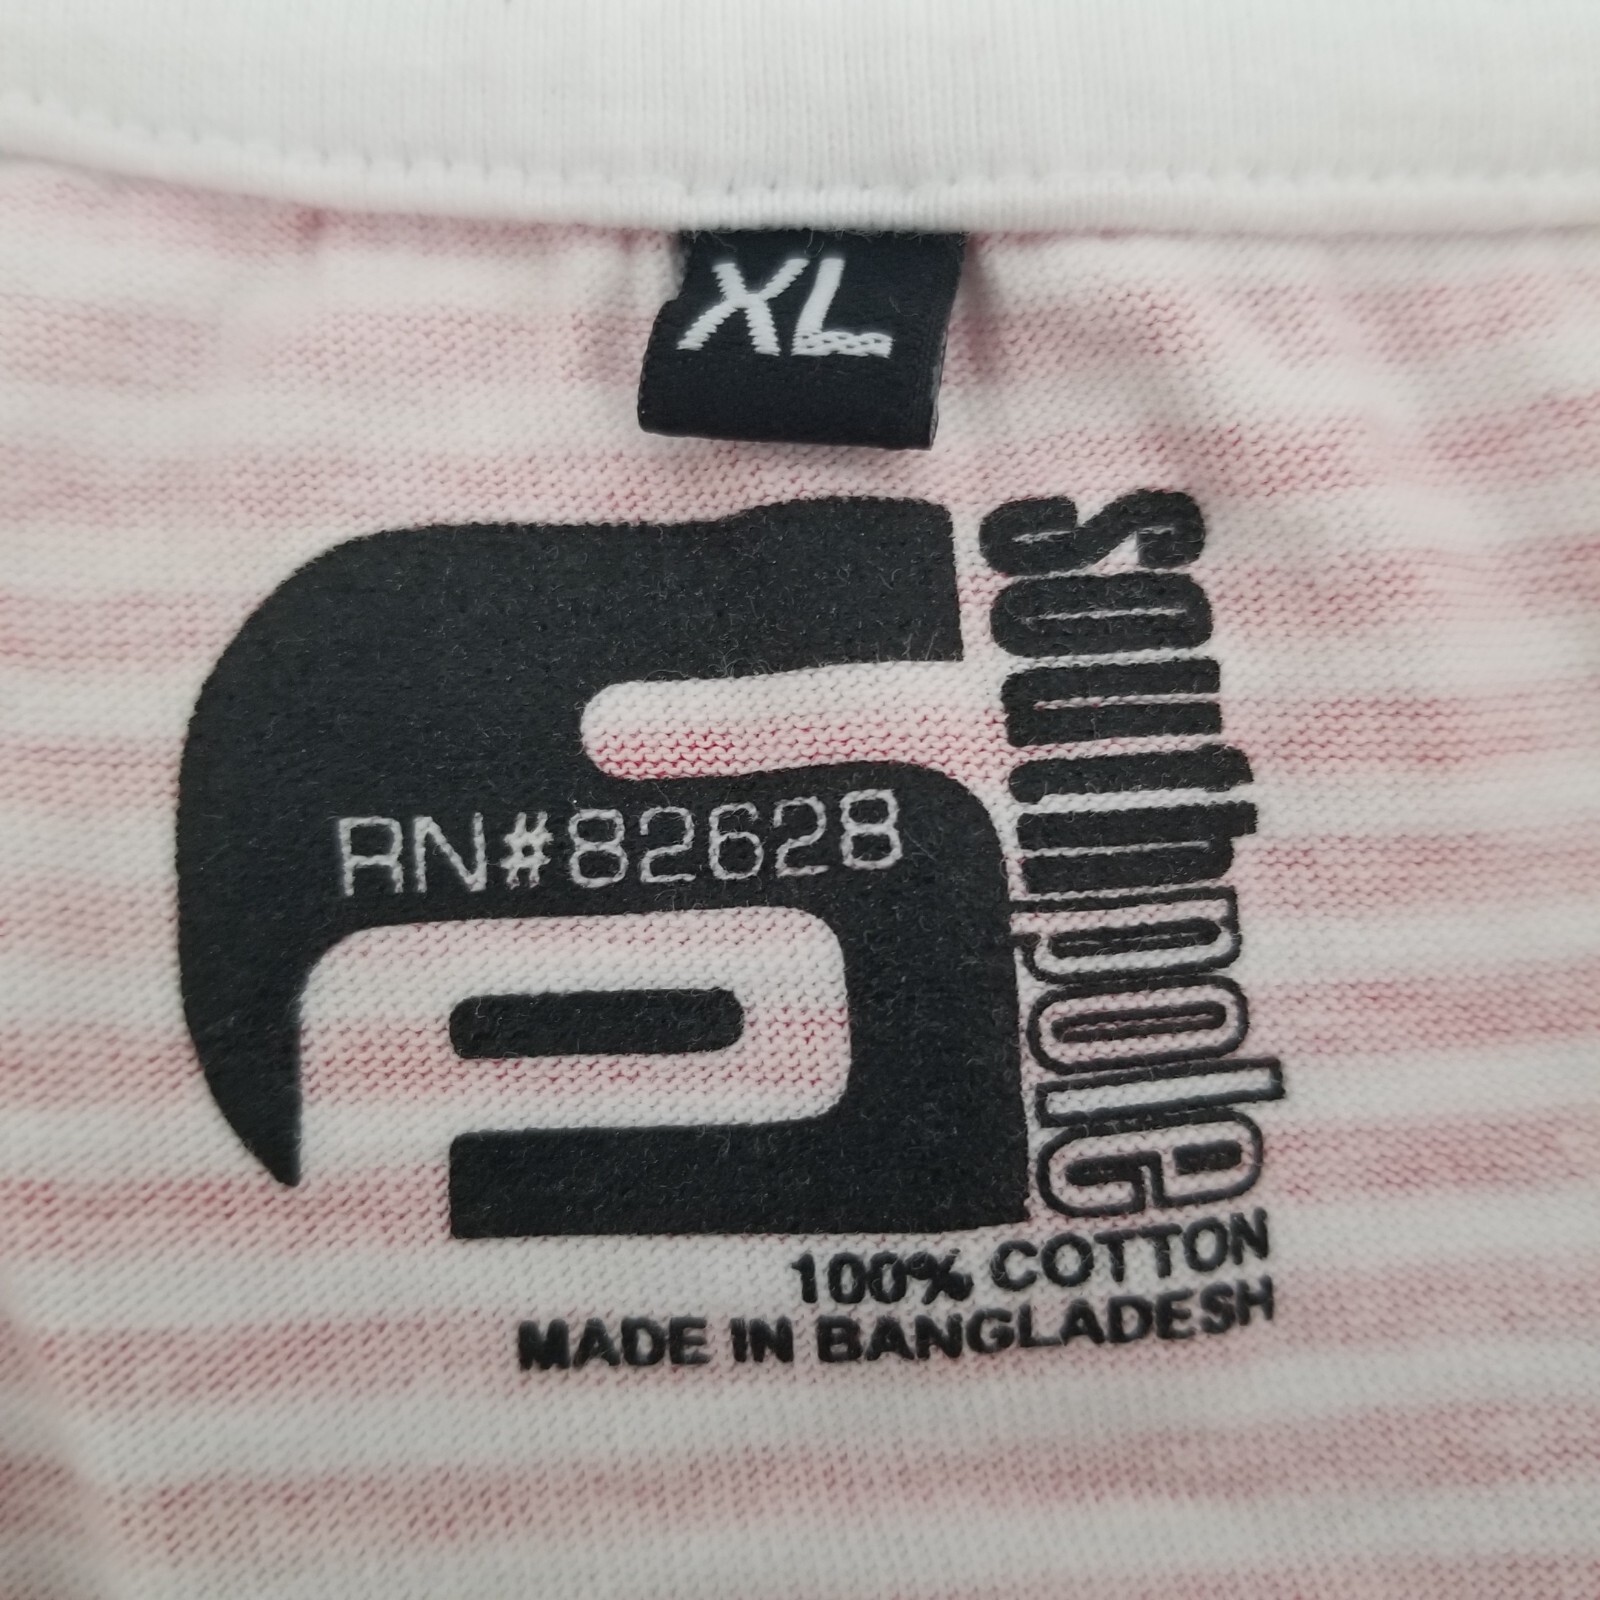 XL
southpole
RN#82628
100% COTTON
MADE IN BANGLADESH